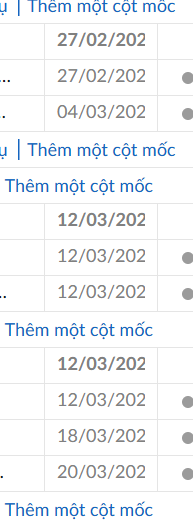 ụ | Thêm một cột mốc
27/02/202
... 27/02/202
.. 04/03/202
ụ | Thêm một cột mốc
Thêm một cột mốc
12/03/202
12/03/202
.. 12/03/202
Thêm một cột mốc
12/03/202
12/03/202
18/03/202
. 20/03/202
Thêm một cột mốc